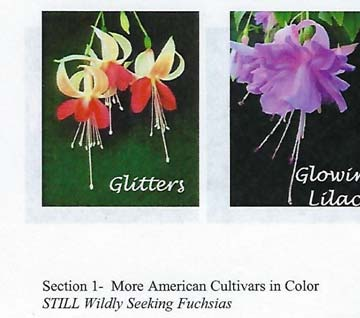 Glitters
Glowin
Lilac
Section 1-  More American Cultivars in Color
STILL Wildly Seeking Fuchsias